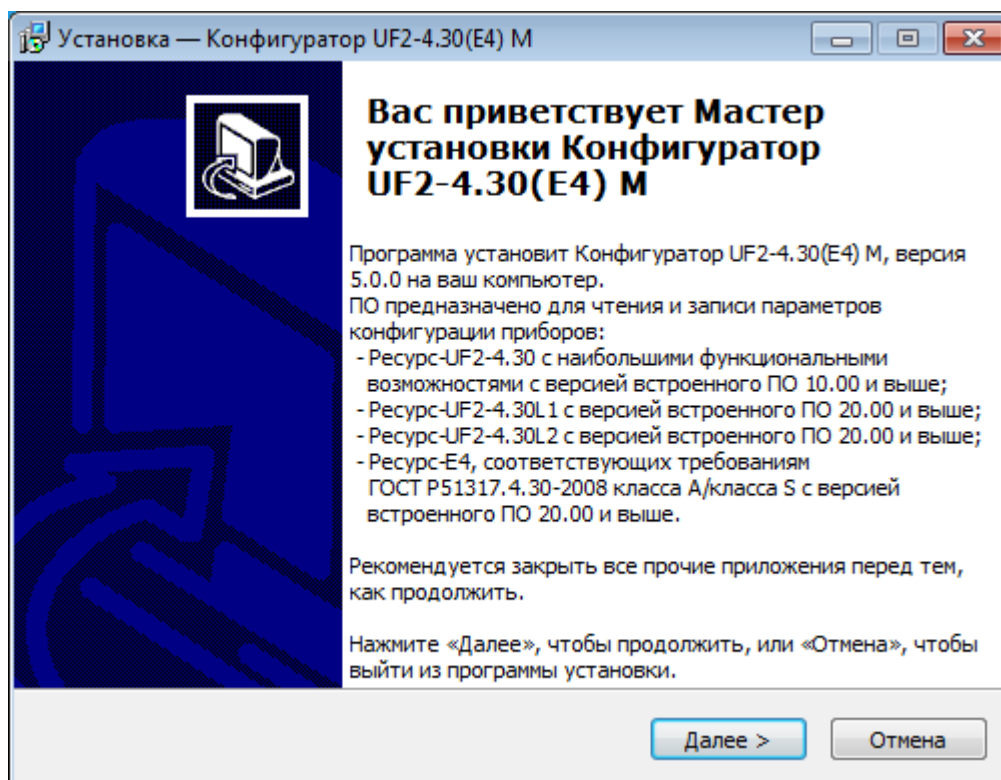 Установка — Конфигуратор UF2-4.30(E4) M
Вас приветствует Мастер
установки Конфигуратор
UF2-4.30(E4) M
Программа установит Конфигуратор UF2-4.30(E4) M, версия
5.0.0 на ваш компьютер.
ПО предназначено для чтения и записи параметров
конфигурации приборов:
- Ресурс-UF2-4.30 с наибольшими функциональными
возможностями с версией встроенного ПО 10.00 и выше;
- Ресурс-UF2-4.30L1 с версией встроенного ПО 20.00 и выше;
- Ресурс-UF2-4.30L2 с версией встроенного ПО 20.00 и выше;
- Ресурс-E4, соответствующих требованиям
ГОСТ Р51317.4.30-2008 класса А/класса S с версией
встроенного ПО 20.00 и выше.
Рекомендуется закрыть все прочие приложения перед тем,
как продолжить.
Нажмите «Далее», чтобы продолжить, или «Отмена», чтобы
выйти из программы установки.
Далее >
Отмена